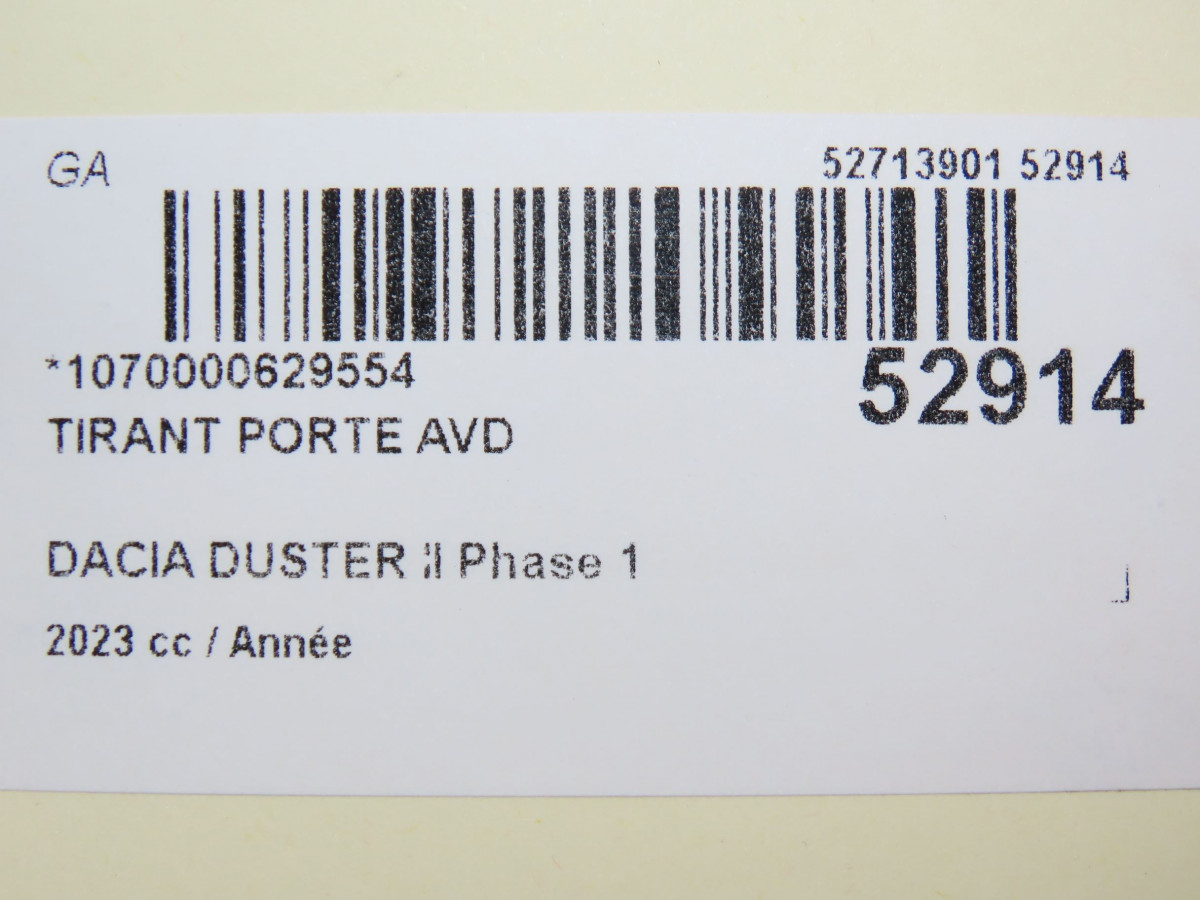 GA
52713901 52914
*1070000629554
52914
TIRANT PORTE AVD
DACIA DUSTER II Phase 1
2023 cc / Année